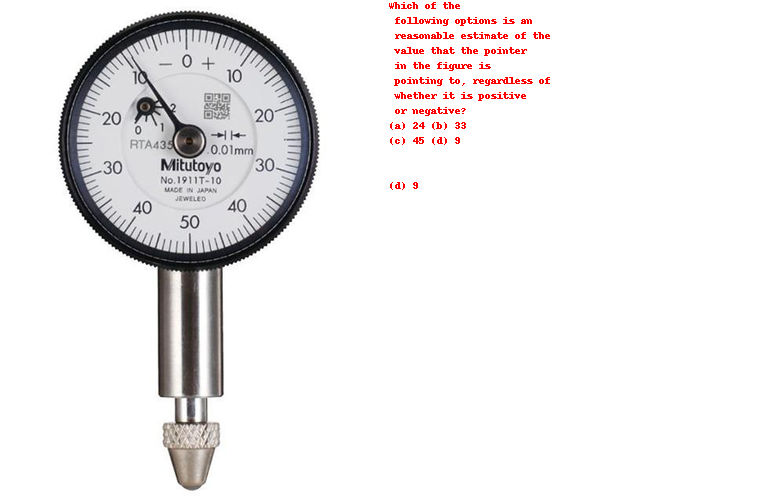 − 0 +
10 10
20 20
30 30
40 40
50
2
0 1
RTA435
0.01mm
Mitutoyo
No.1911T-10
MADE IN JAPAN
JEWELED
Which of the
following options is an
reasonable estimate of the
value that the pointer
in the figure is
pointing to, regardless of
whether it is positive
or negative?
(a) 24 (b) 33
(c) 45 (d) 9
(d) 9